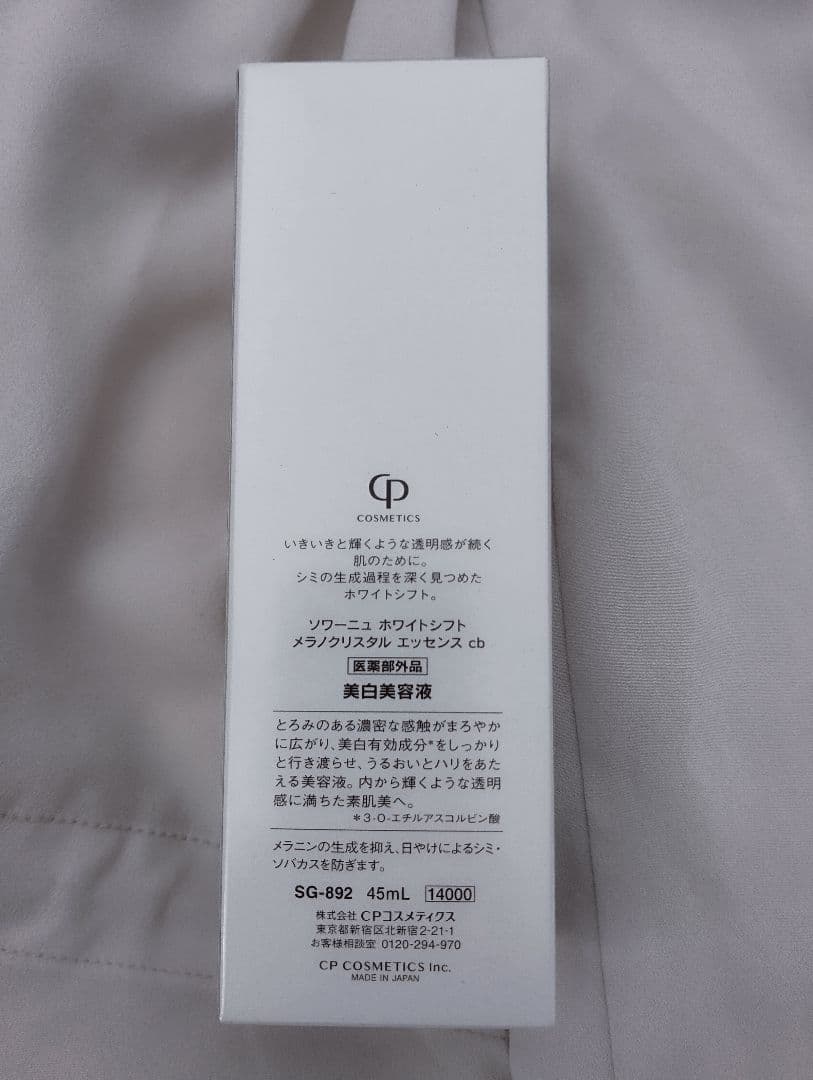 CP
COSMETICS
いきいきと輝くような透明感が続く
肌のために。
シミの生成過程を深く見つめた
ホワイトシフト。
ソワーニュ ホワイトシフト
メラノクリスタル エッセンス cb
医薬部外品
美白美容液
とろみのある濃密な感触がまろやか
に広がり、美白有効成分*をしっかり
と行き渡らせ、うるおいとハリをあた
える美容液。内から輝くような透明
感に満ちた素肌美へ。
*3-O-エチルアスコルビン酸
メラニンの生成を抑え、日やけによるシミ・
ソバカスを防ぎます。
SG-892 45mL 14000
株式会社 CPコスメティクス
東京都新宿区北新宿2-21-1
お客様相談室 0120-294-970
CP COSMETICS Inc.
MADE IN JAPAN